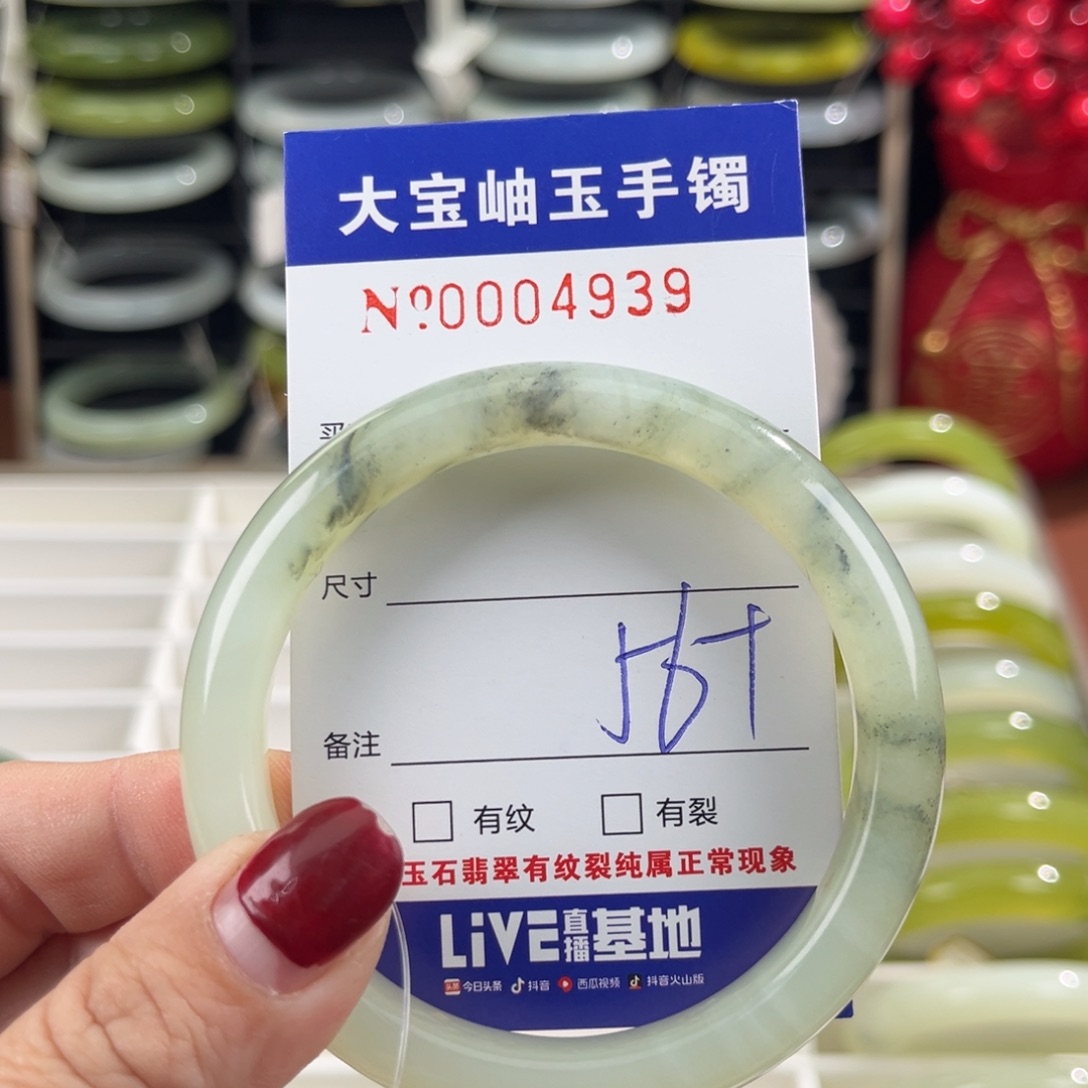 大宝岫玉手镯
No0004939
尺寸
备注
□ 有纹 □ 有裂
玉石翡翠有纹裂纯属正常现象
LiVE直播基地
今日头条 抖音 西瓜视频 抖音火山版